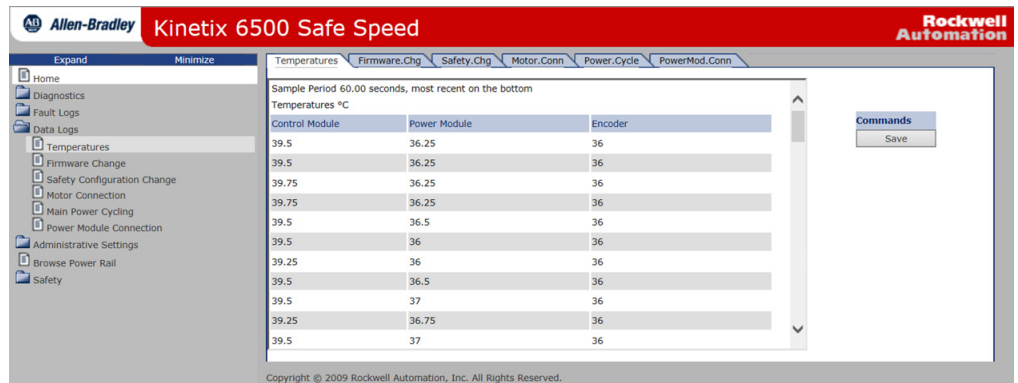 AB Allen-Bradley Kinetix 6500 Safe Speed Rockwell Automation
Expand Minimize
Home
Diagnostics
Fault Logs
Data Logs
Temperatures
Firmware Change
Safety Configuration Change
Motor Connection
Main Power Cycling
Power Module Connection
Administrative Settings
Browse Power Rail
Safety
Temperatures Firmware.Chg Safety.Chg Motor.Conn Power.Cycle PowerMod.Conn
Sample Period 60.00 seconds, most recent on the bottom
Temperatures °C
Control Module Power Module Encoder
39.5 36.25 36
39.5 36.25 36
39.75 36.25 36
39.75 36.25 36
39.5 36.5 36
39.5 36 36
39.25 36 36
39.5 36.5 36
39.5 37 36
39.25 36.75 36
39.5 37 36
Commands
Save
Copyright © 2009 Rockwell Automation, Inc. All Rights Reserved.